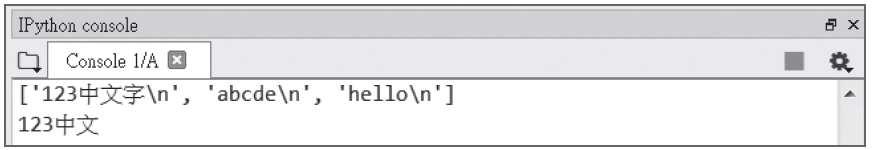 IPython console
Console 1/A
['123中文字\n', 'abcde\n', 'hello\n']
123中文